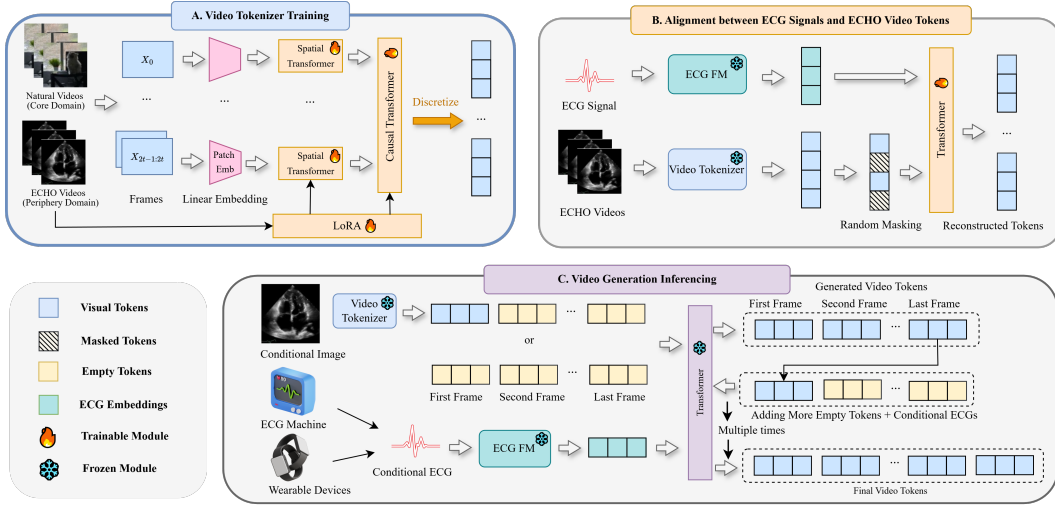 A. Video Tokenizer Training
Natural Videos
(Core Domain)
X0
...
...
...
Spatial
Transformer
Causal Transformer
Discretize
...
ECHO Videos
(Periphery Domain)
X2t−1:2t
Frames
Patch
Emb
Linear Embedding
Spatial
Transformer
LoRA
B. Alignment between ECG Signals and ECHO Video Tokens
ECG Signal
ECG FM
ECHO Videos
Video Tokenizer
Random Masking
Transformer
...
Reconstructed Tokens
Visual Tokens
Masked Tokens
Empty Tokens
ECG Embeddings
Trainable Module
Frozen Module
C. Video Generation Inferencing
Conditional Image
Video
Tokenizer
...
or
...
First Frame
Second Frame
Last Frame
ECG Machine
Wearable Devices
Conditional ECG
ECG FM
Transformer
Generated Video Tokens
First Frame
Second Frame
Last Frame
...
...
Adding More Empty Tokens + Conditional ECGs
Multiple times
...
Final Video Tokens